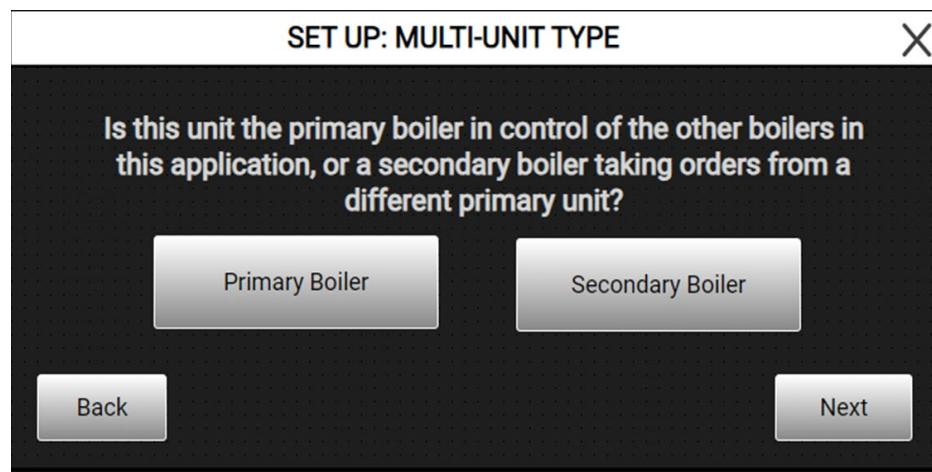 SET UP: MULTI-UNIT TYPE
Is this unit the primary boiler in control of the other boilers in
this application, or a secondary boiler taking orders from a
different primary unit?
Primary Boiler
Secondary Boiler
Back
Next